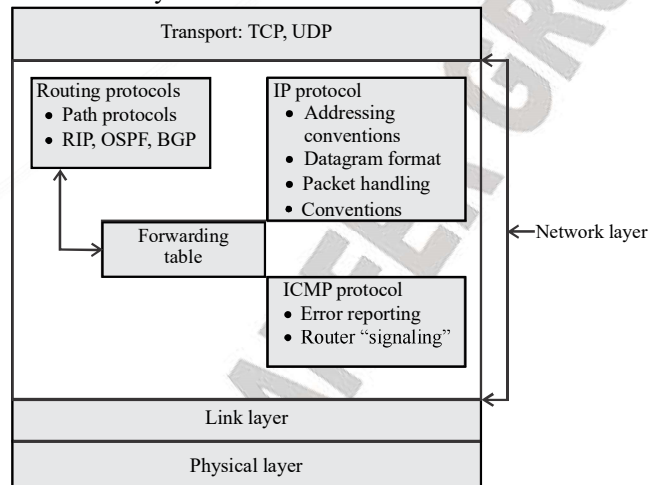 Transport: TCP, UDP
Routing protocols
• Path protocols
• RIP, OSPF, BGP
IP protocol
• Addressing
conventions
• Datagram format
• Packet handling
• Conventions
Forwarding
table
Network layer
ICMP protocol
• Error reporting
• Router “signaling”
Link layer
Physical layer